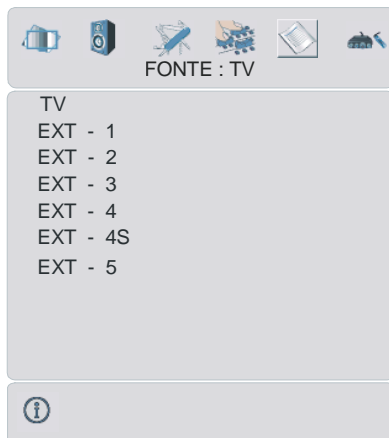 FONTE : TV
TV
EXT - 1
EXT - 2
EXT - 3
EXT - 4
EXT - 4S
EXT - 5